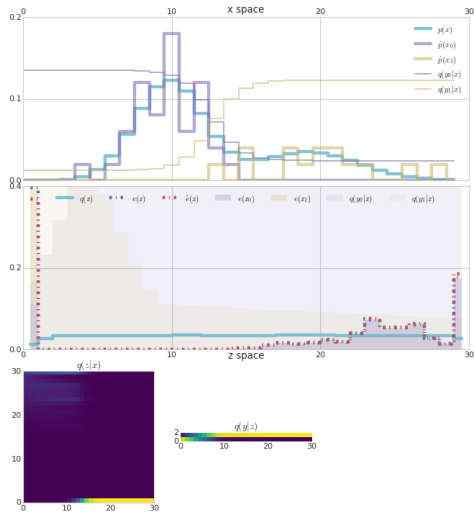 x space
0.2
0.1
0.0
0
10
20
30
p(x)
p̂(x₀)
p̂(x₁)
q(y₀|x)
q(y₁|x)
0.4
0.2
0.0
0
10
20
30
q(x)
e(x)
ẽ(x)
e(x₀)
e(x₁)
q(y₀|x)
q(y₁|x)
z space
q(z|x)
30
20
10
0
0
10
20
30
q(y|z)
2
0
0
10
20
30